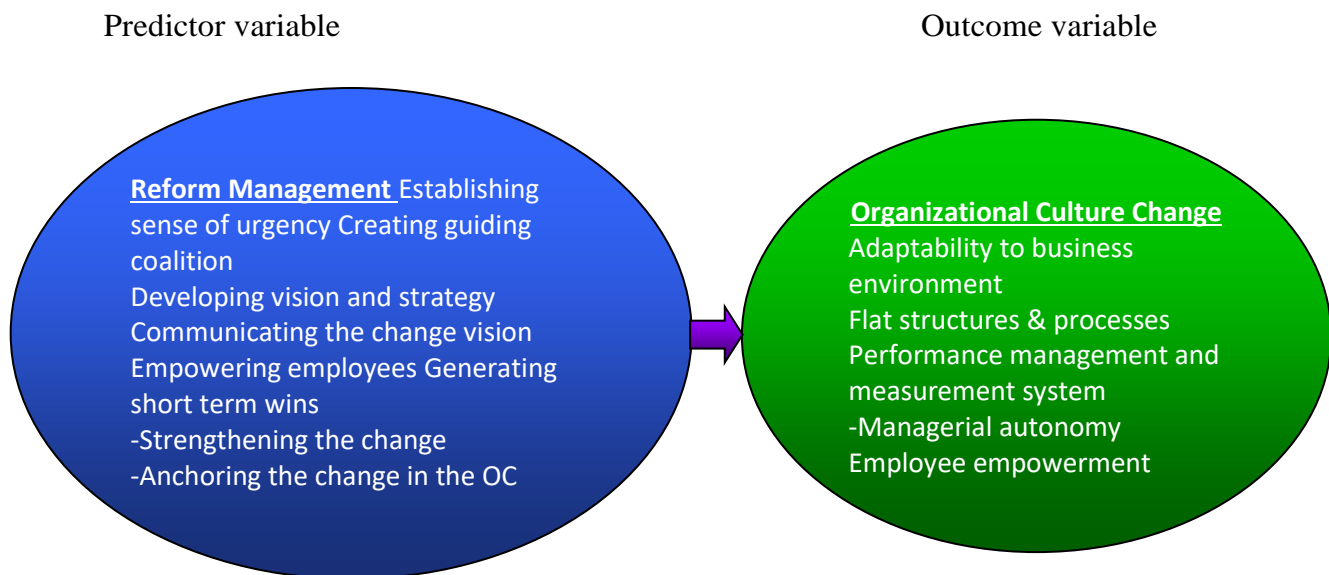 Predictor variable
Outcome variable
Reform Management Establishing
sense of urgency Creating guiding
coalition
Developing vision and strategy
Communicating the change vision
Empowering employees Generating
short term wins
-Strengthening the change
-Anchoring the change in the OC
Organizational Culture Change
Adaptability to business
environment
Flat structures & processes
Performance management and
measurement system
-Managerial autonomy
Employee empowerment